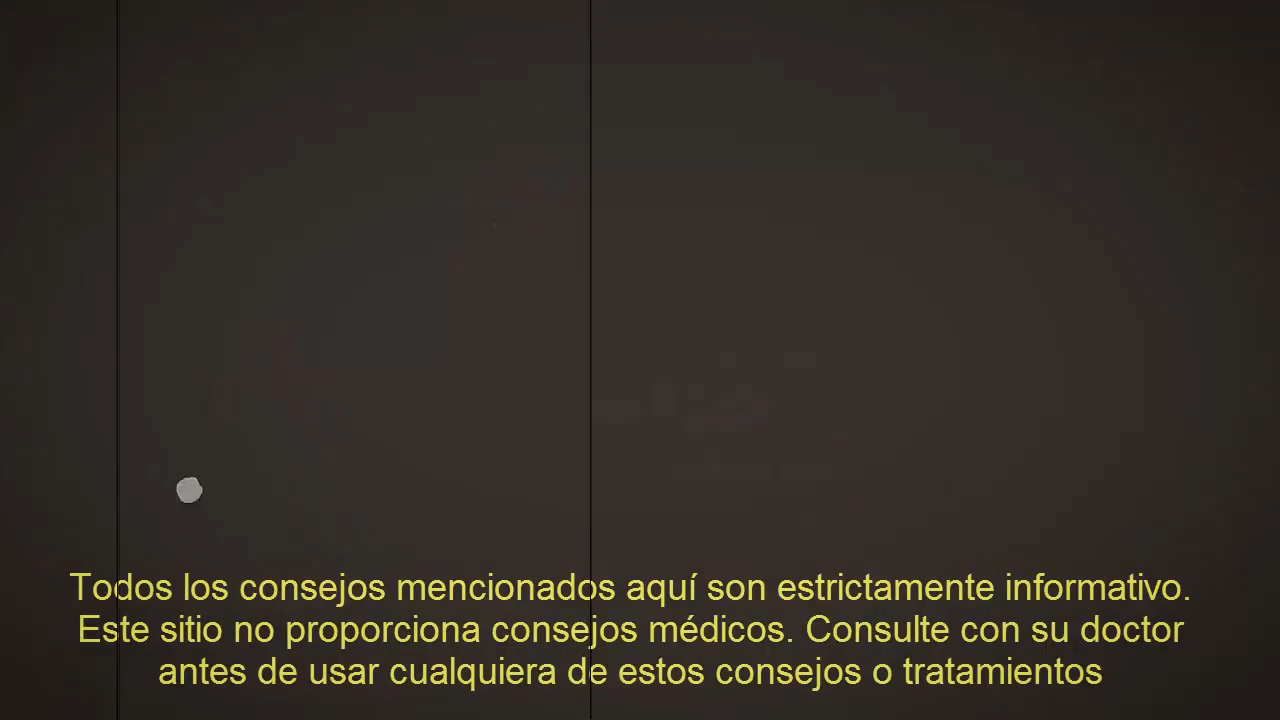 Todos los consejos mencionados aquí son estrictamente informativo.
Este sitio no proporciona consejos médicos. Consulte con su doctor
antes de usar cualquiera de estos consejos o tratamientos